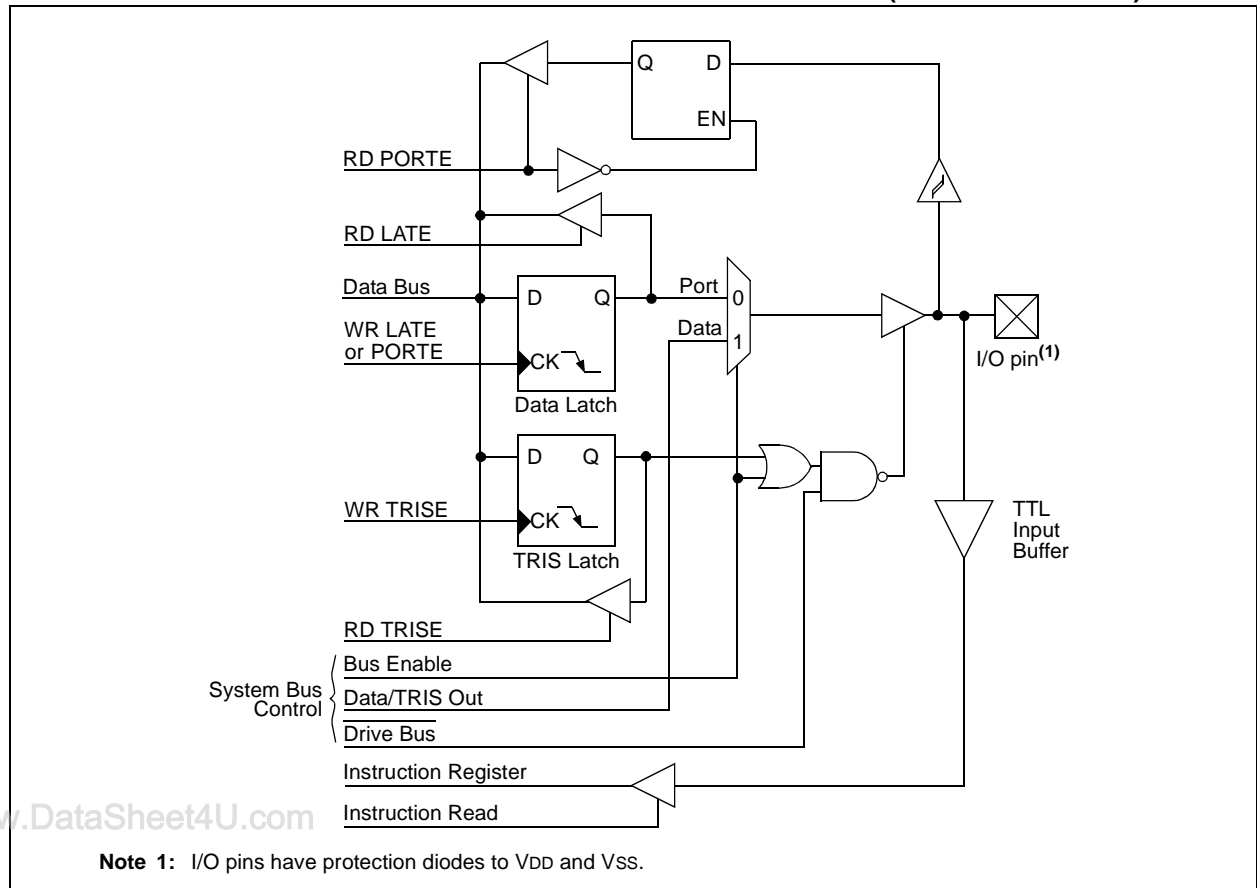 Q D
EN
RD PORTE
RD LATE
Data Bus
D Q
Port
0
Data
1
WR LATE
or PORTE
CK
I/O pin(1)
Data Latch
D Q
WR TRISE
CK
TTL
Input
Buffer
TRIS Latch
RD TRISE
Bus Enable
System Bus
Control
Data/TRIS Out
Drive Bus
Instruction Register
Instruction Read
w.DataSheet4U.com
Note 1: I/O pins have protection diodes to VDD and VSS.